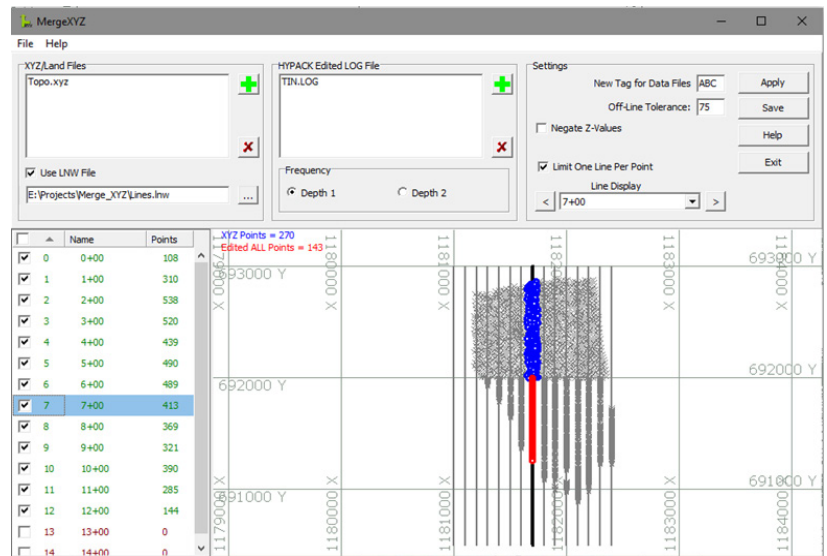 MergeXYZ
File Help
XYZ/Land Files
Topo.xyz
Use LNW File
E:\Projects\Merge_XYZ\Lines.lnw
...
HYPACK Edited LOG File
TIN.LOG
Frequency
Depth 1 Depth 2
Settings
New Tag for Data Files ABC
Off-Line Tolerance: 75
Negate Z-Values
Limit One Line Per Point
Line Display
< 7+00 >
Apply
Save
Help
Exit
Name Points
0 0+00 108
1 1+00 310
2 2+00 538
3 3+00 520
4 4+00 439
5 5+00 490
6 6+00 489
7 7+00 413
8 8+00 369
9 9+00 321
10 10+00 390
11 11+00 285
12 12+00 144
13 13+00 0
14 14+00 0
XYZ Points = 270
Edited ALL Points = 143
1179000 X
1180000 X
1181000 X
1182000 X
1183000 X
1184000 X
693000 Y
693000 Y
692000 Y
692000 Y
691000 Y
691000 Y
1179000 X
1180000 X
1181000 X
1182000 X
1183000 X
1184000 X